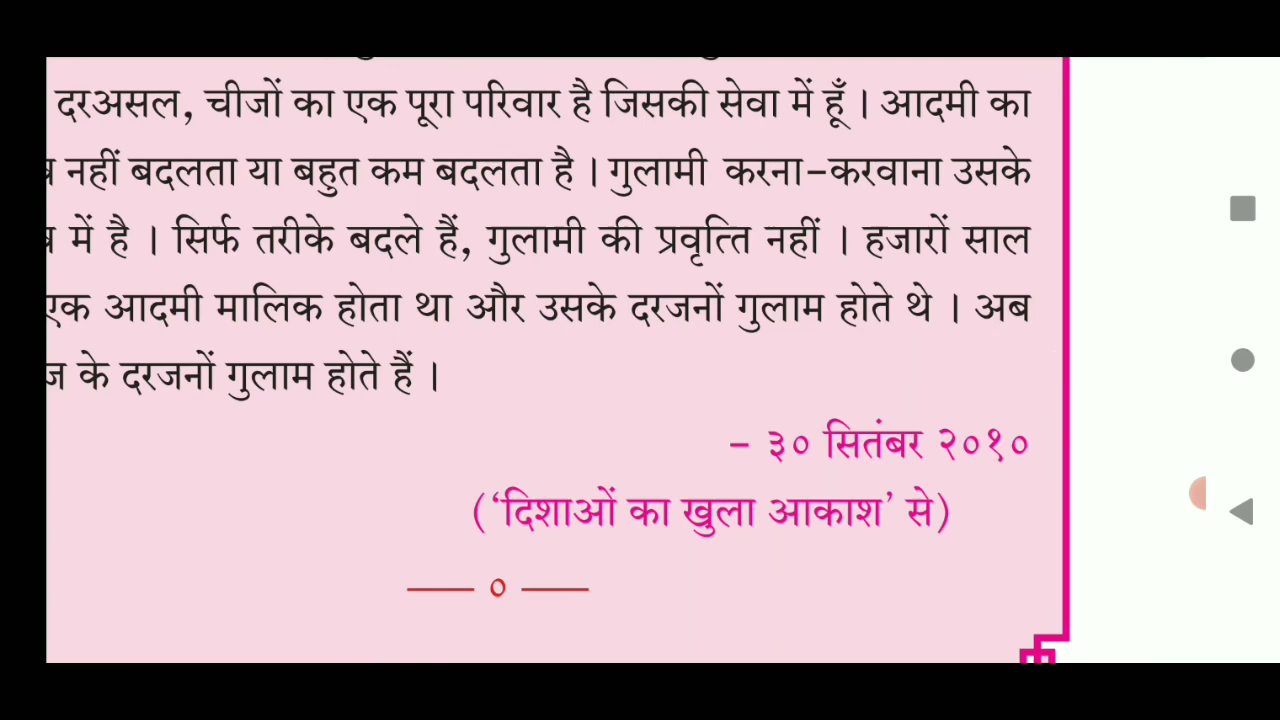 दरअसल, चीजों का एक पूरा परिवार है जिसकी सेवा में हूँ । आदमी का
नहीं बदलता या बहुत कम बदलता है । गुलामी करना-करवाना उसके
में है । सिर्फ तरीके बदले हैं, गुलामी की प्रवृत्ति नहीं । हजारों साल
एक आदमी मालिक होता था और उसके दरजनों गुलाम होते थे । अब
के दरजनों गुलाम होते हैं ।
- ३० सितंबर २०१०
(‘दिशाओं का खुला आकाश’ से)
०